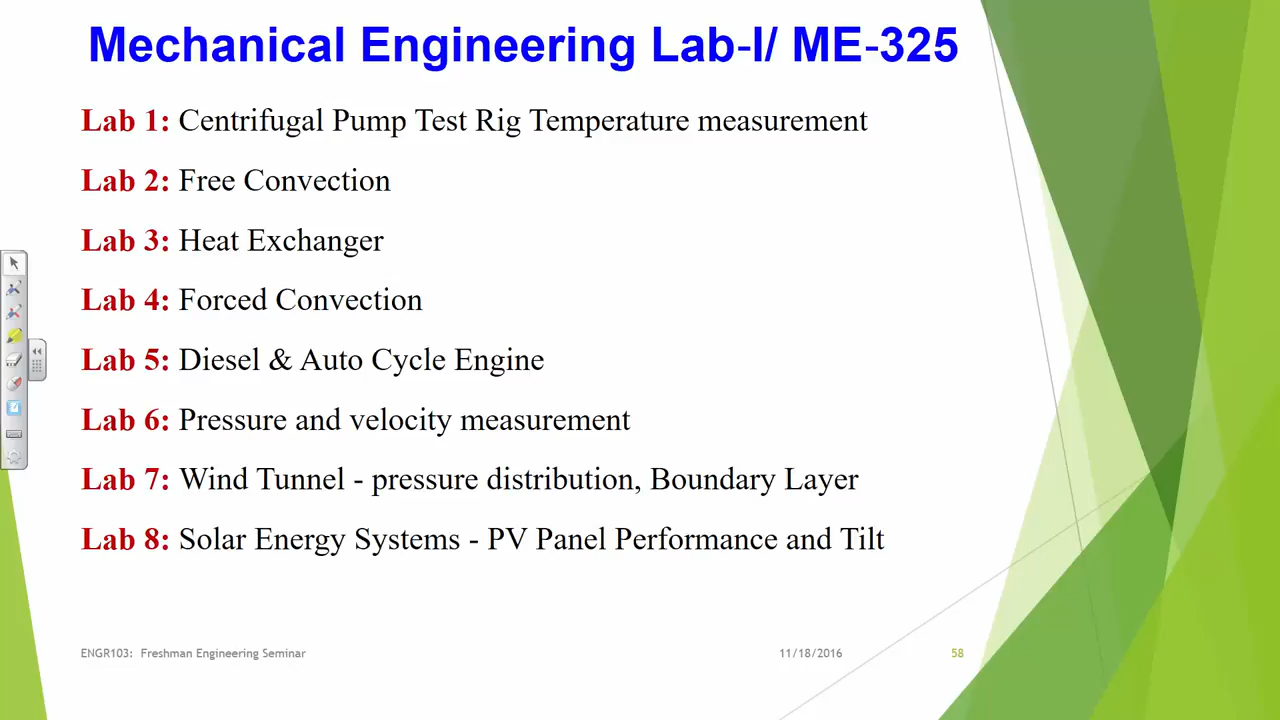 Mechanical Engineering Lab-I/ ME-325
Lab 1: Centrifugal Pump Test Rig Temperature measurement
Lab 2: Free Convection
Lab 3: Heat Exchanger
Lab 4: Forced Convection
Lab 5: Diesel & Auto Cycle Engine
Lab 6: Pressure and velocity measurement
Lab 7: Wind Tunnel - pressure distribution, Boundary Layer
Lab 8: Solar Energy Systems - PV Panel Performance and Tilt
ENGR103: Freshman Engineering Seminar 11/18/2016 58